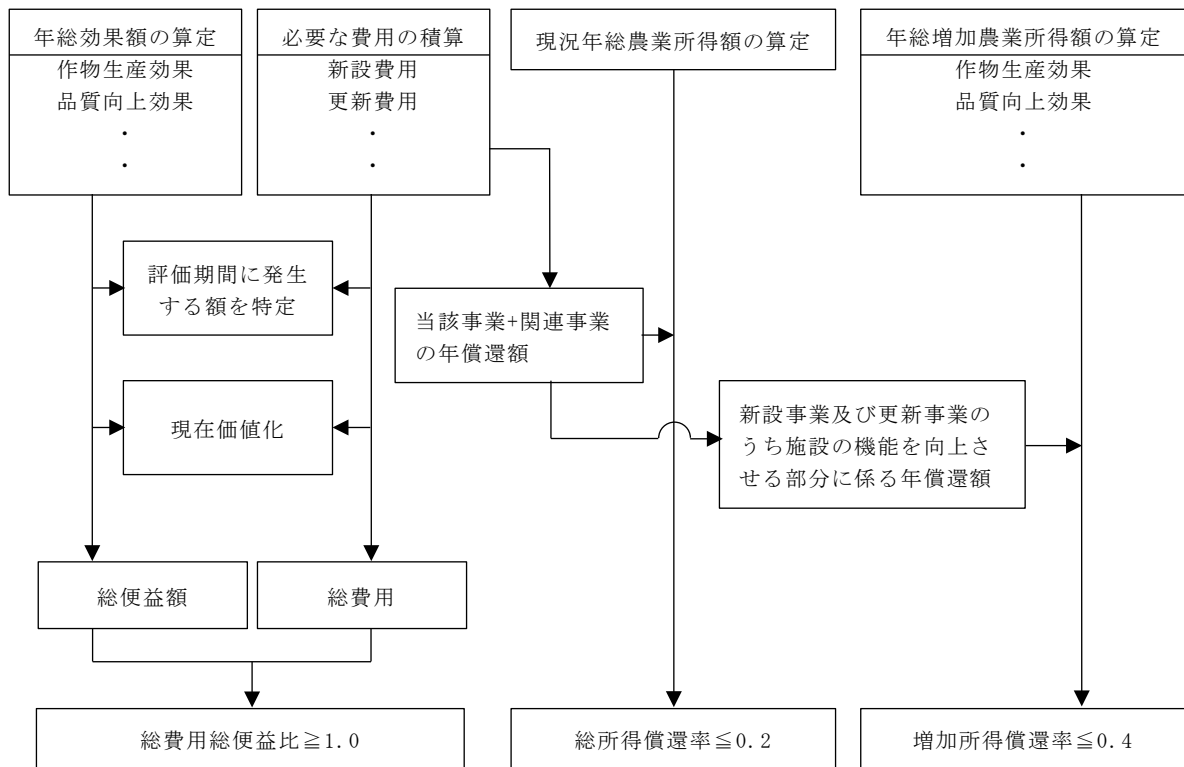 年総効果額の算定
作物生産効果
品質向上効果
・
・
必要な費用の積算
新設費用
更新費用
・
・
現況年総農業所得額の算定
年総増加農業所得額の算定
作物生産効果
品質向上効果
・
・
評価期間に発生
する額を特定
当該事業+関連事業
の年償還額
現在価値化
新設事業及び更新事業の
うち施設の機能を向上さ
せる部分に係る年償還額
総便益額
総費用
総費用総便益比≧1.0
総所得償還率≦0.2
増加所得償還率≦0.4